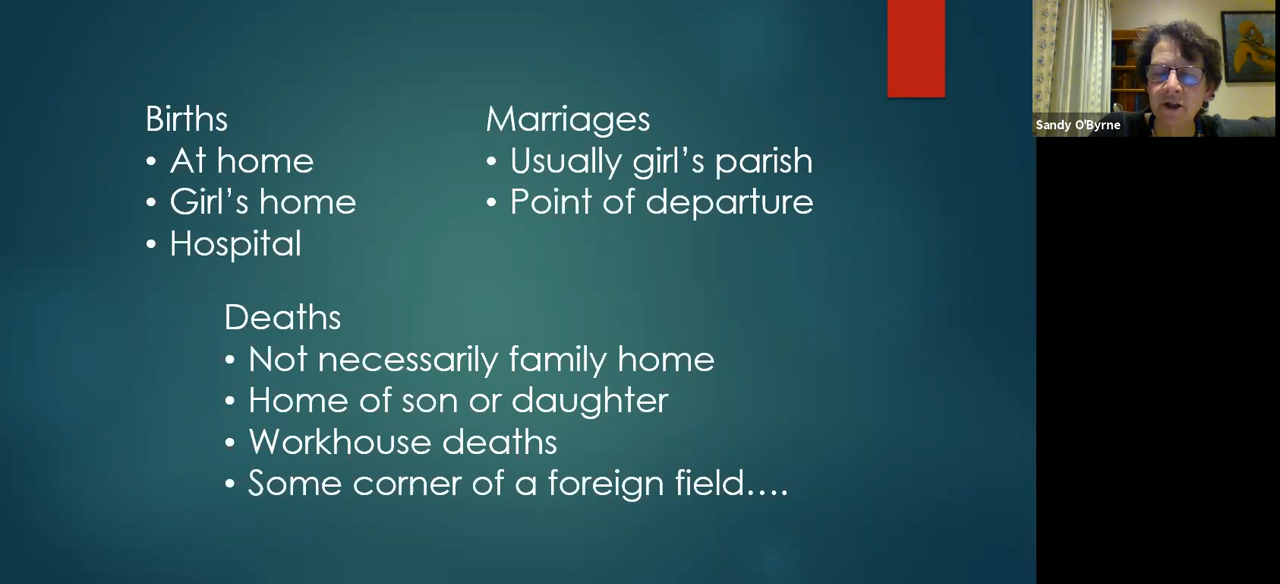 Births
• At home
• Girl’s home
• Hospital
Marriages
• Usually girl’s parish
• Point of departure
Deaths
• Not necessarily family home
• Home of son or daughter
• Workhouse deaths
• Some corner of a foreign field….
Sandy O'Byrne